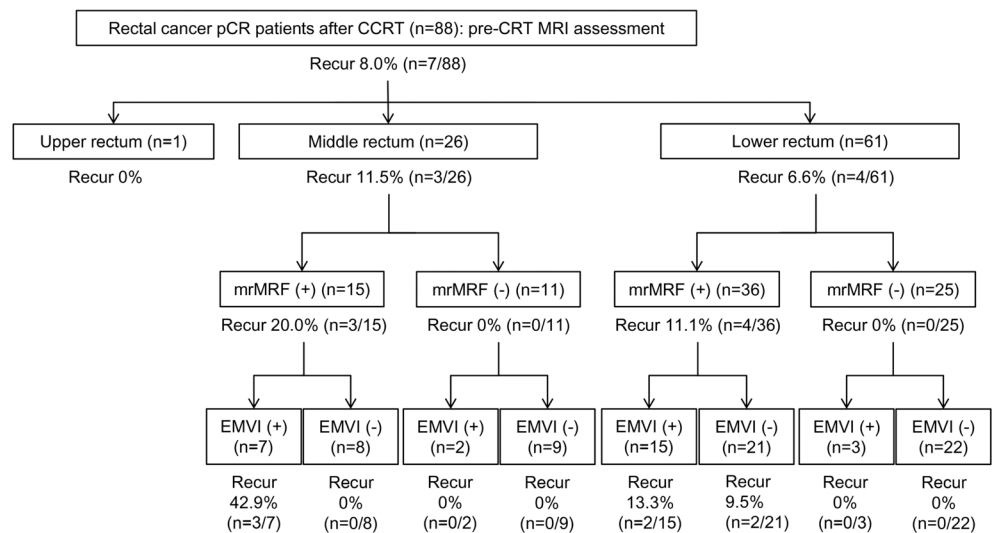 Rectal cancer pCR patients after CCRT (n=88): pre-CRT MRI assessment
Recur 8.0% (n=7/88)
Upper rectum (n=1)
Middle rectum (n=26)
Lower rectum (n=61)
Recur 0%
Recur 11.5% (n=3/26)
Recur 6.6% (n=4/61)
mrMRF (+) (n=15)
mrMRF (-) (n=11)
mrMRF (+) (n=36)
mrMRF (-) (n=25)
Recur 20.0% (n=3/15)
Recur 0% (n=0/11)
Recur 11.1% (n=4/36)
Recur 0% (n=0/25)
EMVI (+)
(n=7)
EMVI (-)
(n=8)
EMVI (+)
(n=2)
EMVI (-)
(n=9)
EMVI (+)
(n=15)
EMVI (-)
(n=21)
EMVI (+)
(n=3)
EMVI (-)
(n=22)
Recur
42.9%
(n=3/7)
Recur
0%
(n=0/8)
Recur
0%
(n=0/2)
Recur
0%
(n=0/9)
Recur
13.3%
(n=2/15)
Recur
9.5%
(n=2/21)
Recur
0%
(n=0/3)
Recur
0%
(n=0/22)